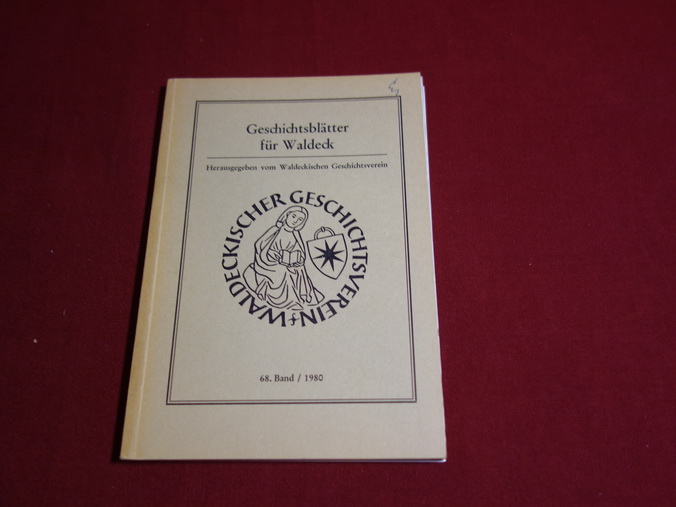 Geschichtsblätter
für Waldeck
Herausgegeben vom Waldeckischen Geschichtsverein
WALDECKISCHER GESCHICHTSVEREIN
68. Band / 1980